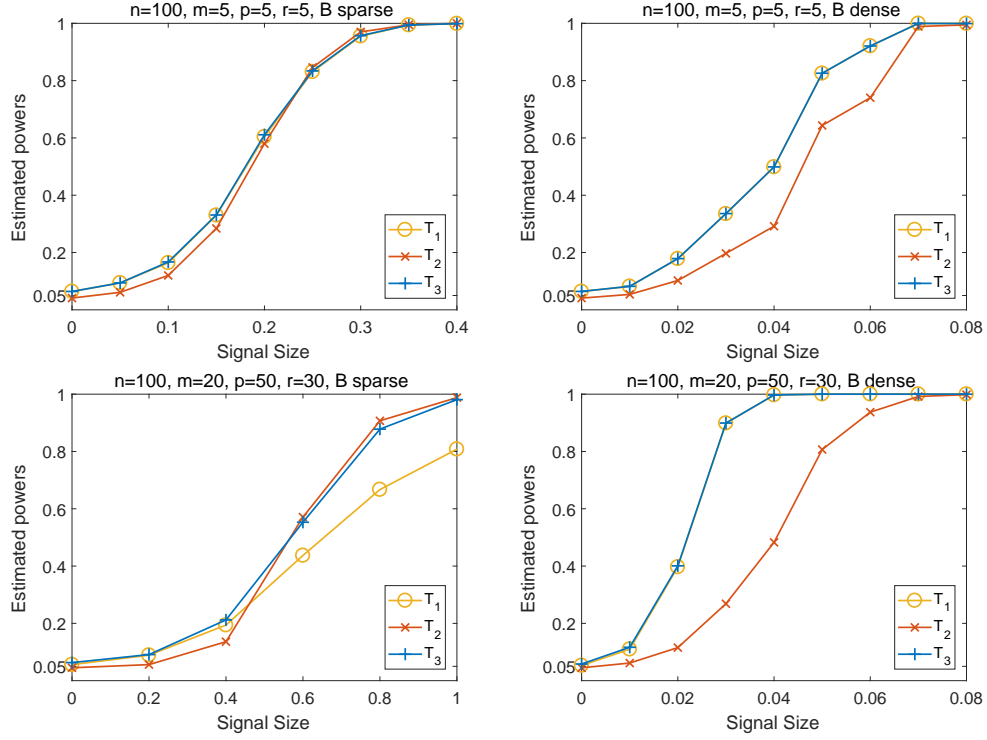 n=100, m=5, p=5, r=5, B sparse
Estimated powers
1
0.8
0.6
0.4
0.2
0.05
0
0.1
0.2
0.3
0.4
Signal Size
T1
T2
T3
n=100, m=5, p=5, r=5, B dense
Estimated powers
1
0.8
0.6
0.4
0.2
0.05
0
0.02
0.04
0.06
0.08
Signal Size
T1
T2
T3
n=100, m=20, p=50, r=30, B sparse
Estimated powers
1
0.8
0.6
0.4
0.2
0.05
0
0.2
0.4
0.6
0.8
1
Signal Size
T1
T2
T3
n=100, m=20, p=50, r=30, B dense
Estimated powers
1
0.8
0.6
0.4
0.2
0.05
0
0.02
0.04
0.06
0.08
Signal Size
T1
T2
T3